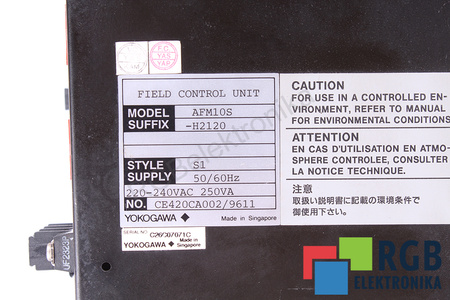 F.C
YAS
VAR
FIELD CONTROL UNIT
MODEL AFM10S
SUFFIX -H2120
STYLE S1
SUPPLY 50/60Hz
220-240VAC 250VA
NO. CE420CA002/9611
YOKOGAWA Made in Singapore
SERIAL NO. C20307071C
YOKOGAWA Made in Singapore
CAUTION
FOR USE IN A CONTROLLED EN-
VIRONMENT, REFER TO MANUAL
FOR ENVIRONMENTAL CONDITIONS
ATTENTION
EN CAS D'UTILISATION EN ATMO-
SPHERE CONTROLEE, CONSULTER
LA NOTICE TECHNIQUE.
注意
取扱い説明書に記載の環境条件で
御使用下さい。
RGB
ELEKTRONIKA